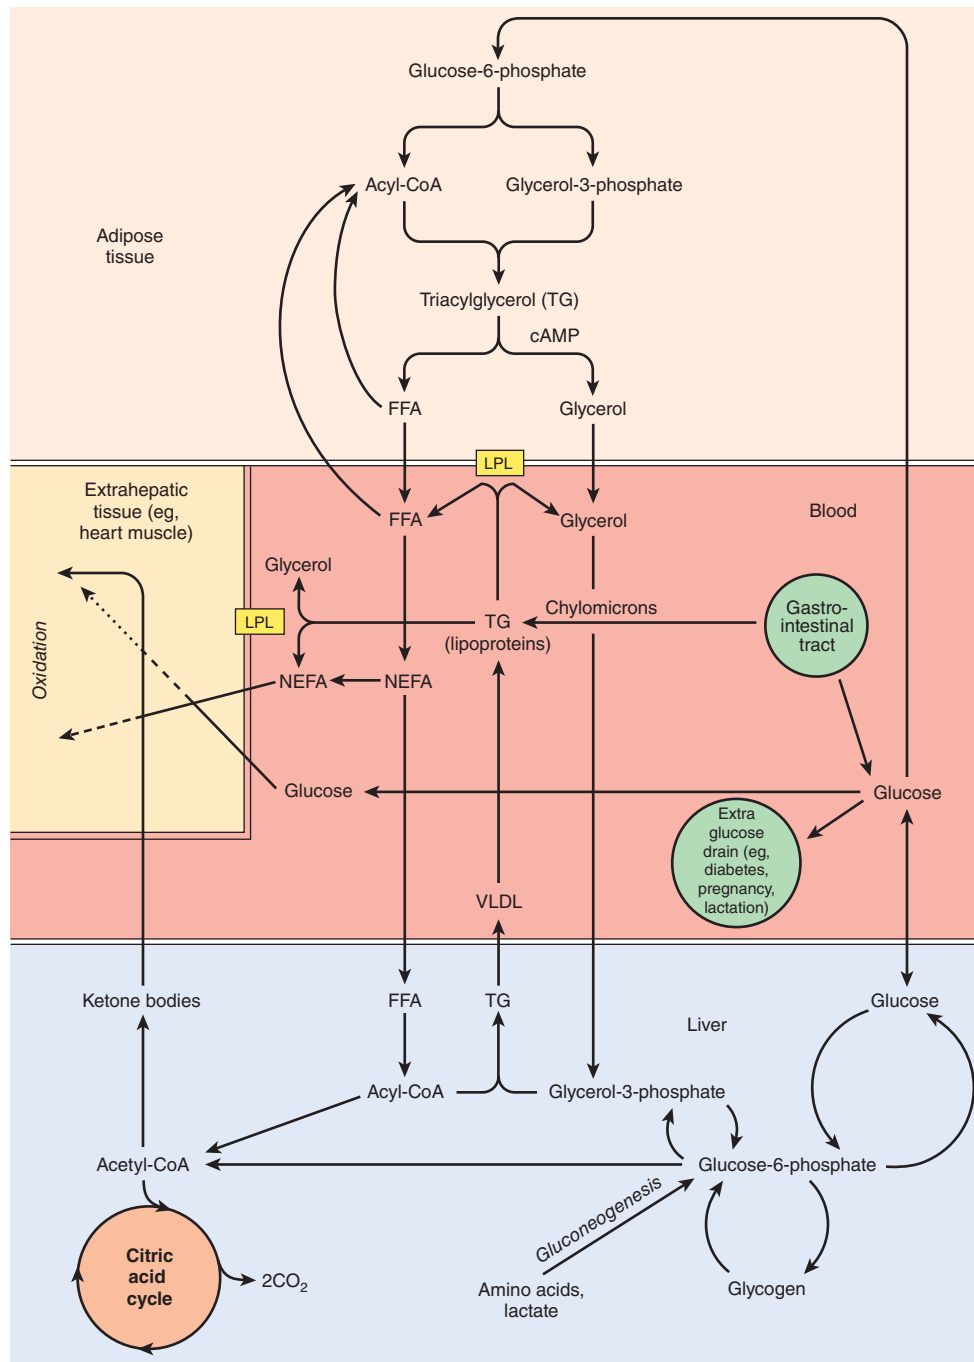 Glucose-6-phosphate
Acyl-CoA
Glycerol-3-phosphate
Adipose
tissue
Triacylglycerol (TG)
cAMP
FFA
Glycerol
LPL
Extrahepatic
tissue (eg,
heart muscle)
FFA
Glycerol
Blood
Glycerol
Chylomicrons
Gastro-
intestinal
tract
LPL
TG
(lipoproteins)
Oxidation
NEFA
NEFA
Glucose
Glucose
Extra
glucose
drain (eg,
diabetes,
pregnancy,
lactation)
VLDL
Ketone bodies
FFA
TG
Liver
Glucose
Acyl-CoA
Glycerol-3-phosphate
Acetyl-CoA
Glucose-6-phosphate
Gluconeogenesis
Citric
acid
cycle
2CO₂
Amino acids,
lactate
Glycogen